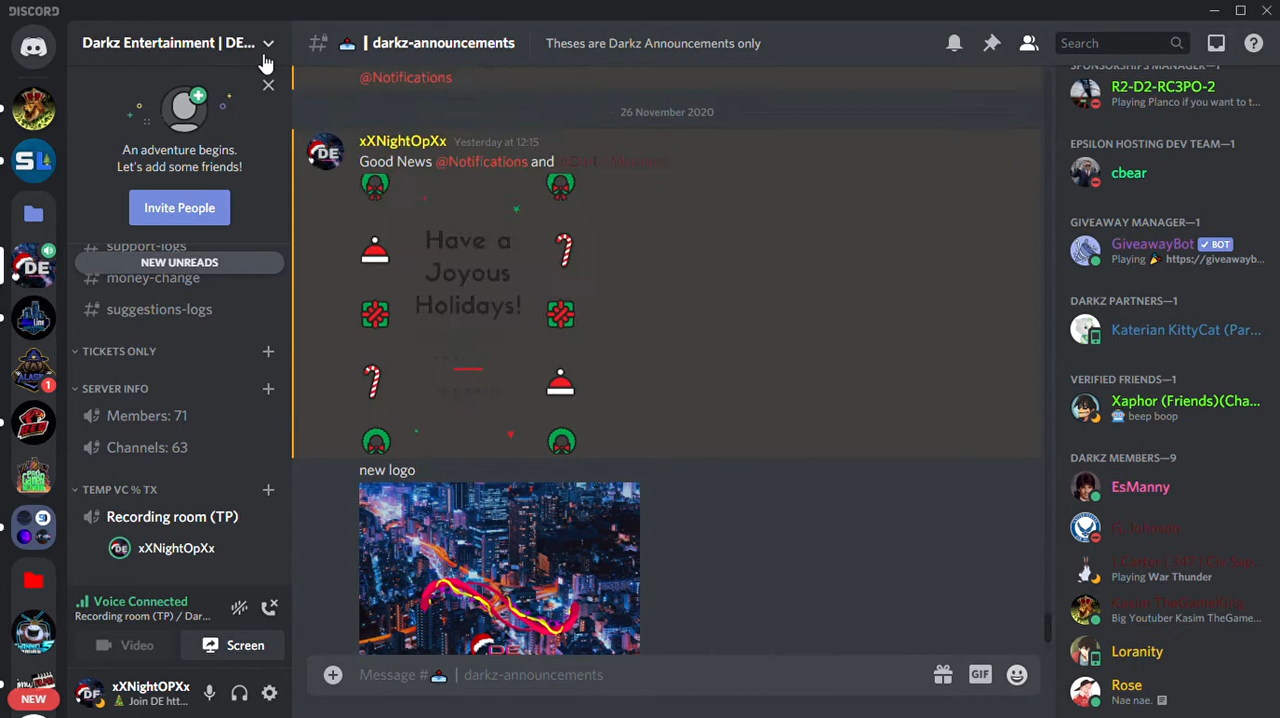 DISCORD
Darkz Entertainment | DE...
An adventure begins.
Let's add some friends!
Invite People
support-logs
NEW UNREADS
money-change
suggestions-logs
TICKETS ONLY
SERVER INFO
Members: 71
Channels: 63
TEMP VC % TX
Recording room (TP)
xXNightOpXx
Voice Connected
Recording room (TP) / Dar...
Video
Screen
xXNightOPXx
Join DE htt...
SL
DE
Line
1
9
NEW
| darkz-announcements
Theses are Darkz Announcements only
Search
@Notifications
26 November 2020
xXNightOpXx Yesterday at 12:15
Good News @Notifications and
Have a
Joyous
Holidays!
new logo
Message # | darkz-announcements
GIF
SPONSORSHIPS MANAGER—1
R2-D2-RC3PO-2
Playing Planco if you want to t...
EPSILON HOSTING DEV TEAM—1
cbear
GIVEAWAY MANAGER—1
GiveawayBot BOT
Playing 🎉 https://giveawayb...
DARKZ PARTNERS—1
Katerian KittyCat (Par...
VERIFIED FRIENDS—1
Xaphor (Friends)(Cha...
beep boop
DARKZ MEMBERS—9
EsManny
Playing War Thunder
Kasim TheGameKing
Big Youtuber Kasim TheGame...
Loranity
Rose
Nae nae.